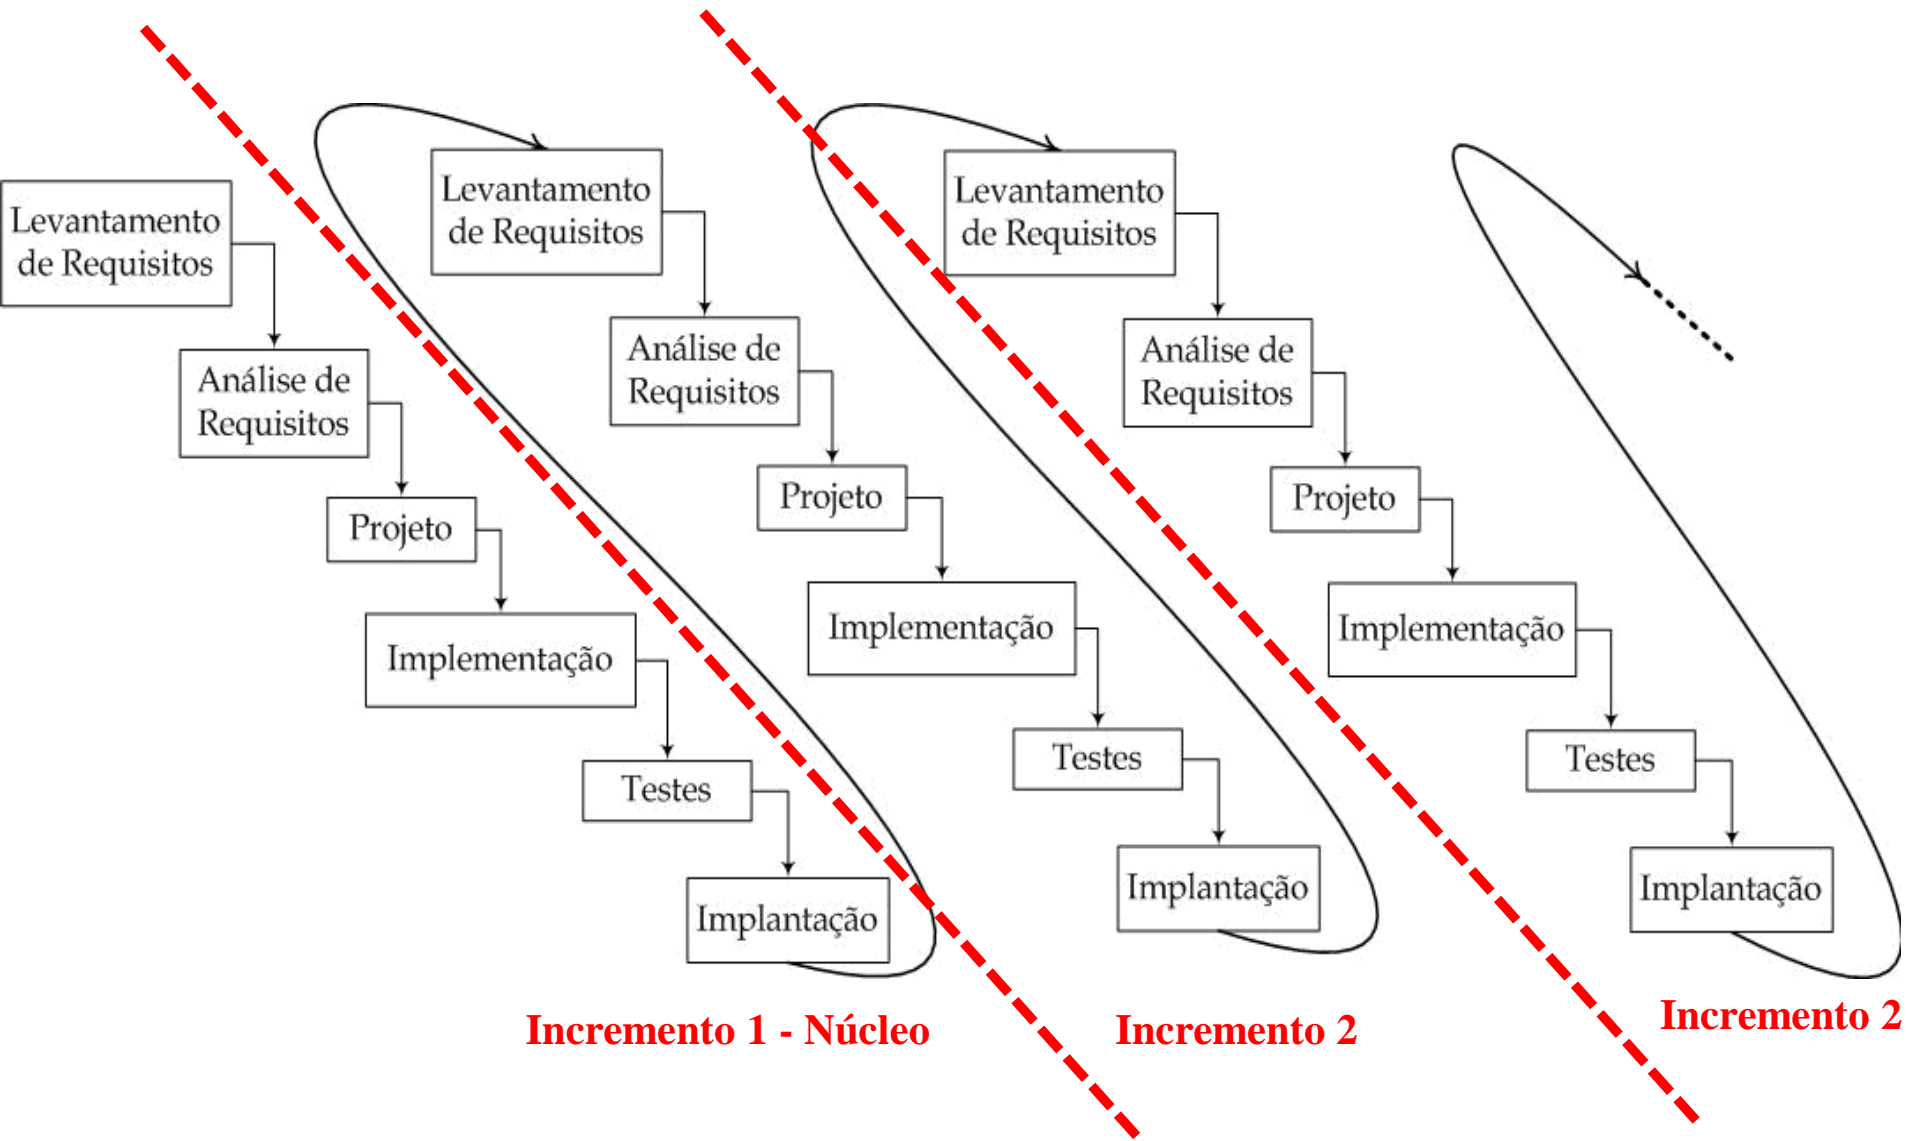 Levantamento
de Requisitos
Análise de
Requisitos
Projeto
Implementação
Testes
Implantação
Incremento 1 - Núcleo
Levantamento
de Requisitos
Análise de
Requisitos
Projeto
Implementação
Testes
Implantação
Incremento 2
Levantamento
de Requisitos
Análise de
Requisitos
Projeto
Implementação
Testes
Implantação
Incremento 2